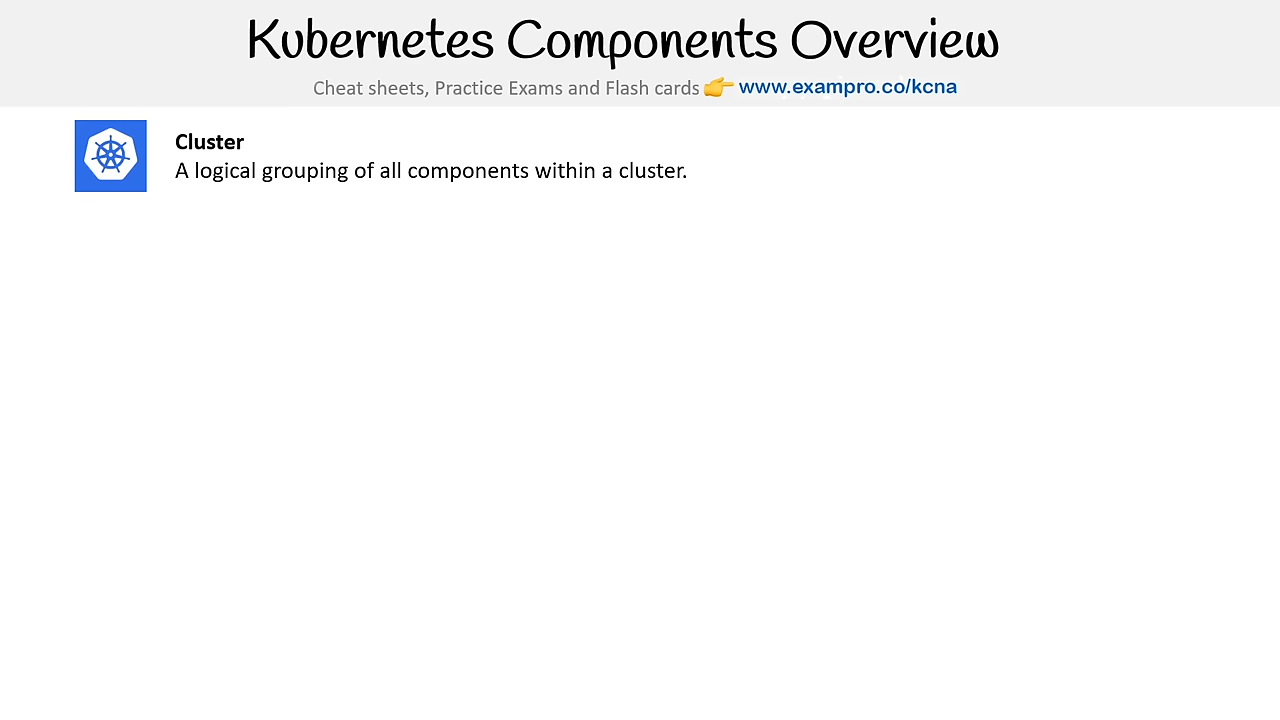 Kubernetes Components Overview
Cheat sheets, Practice Exams and Flash cards 👉 www.exampro.co/kcna
Cluster
A logical grouping of all components within a cluster.